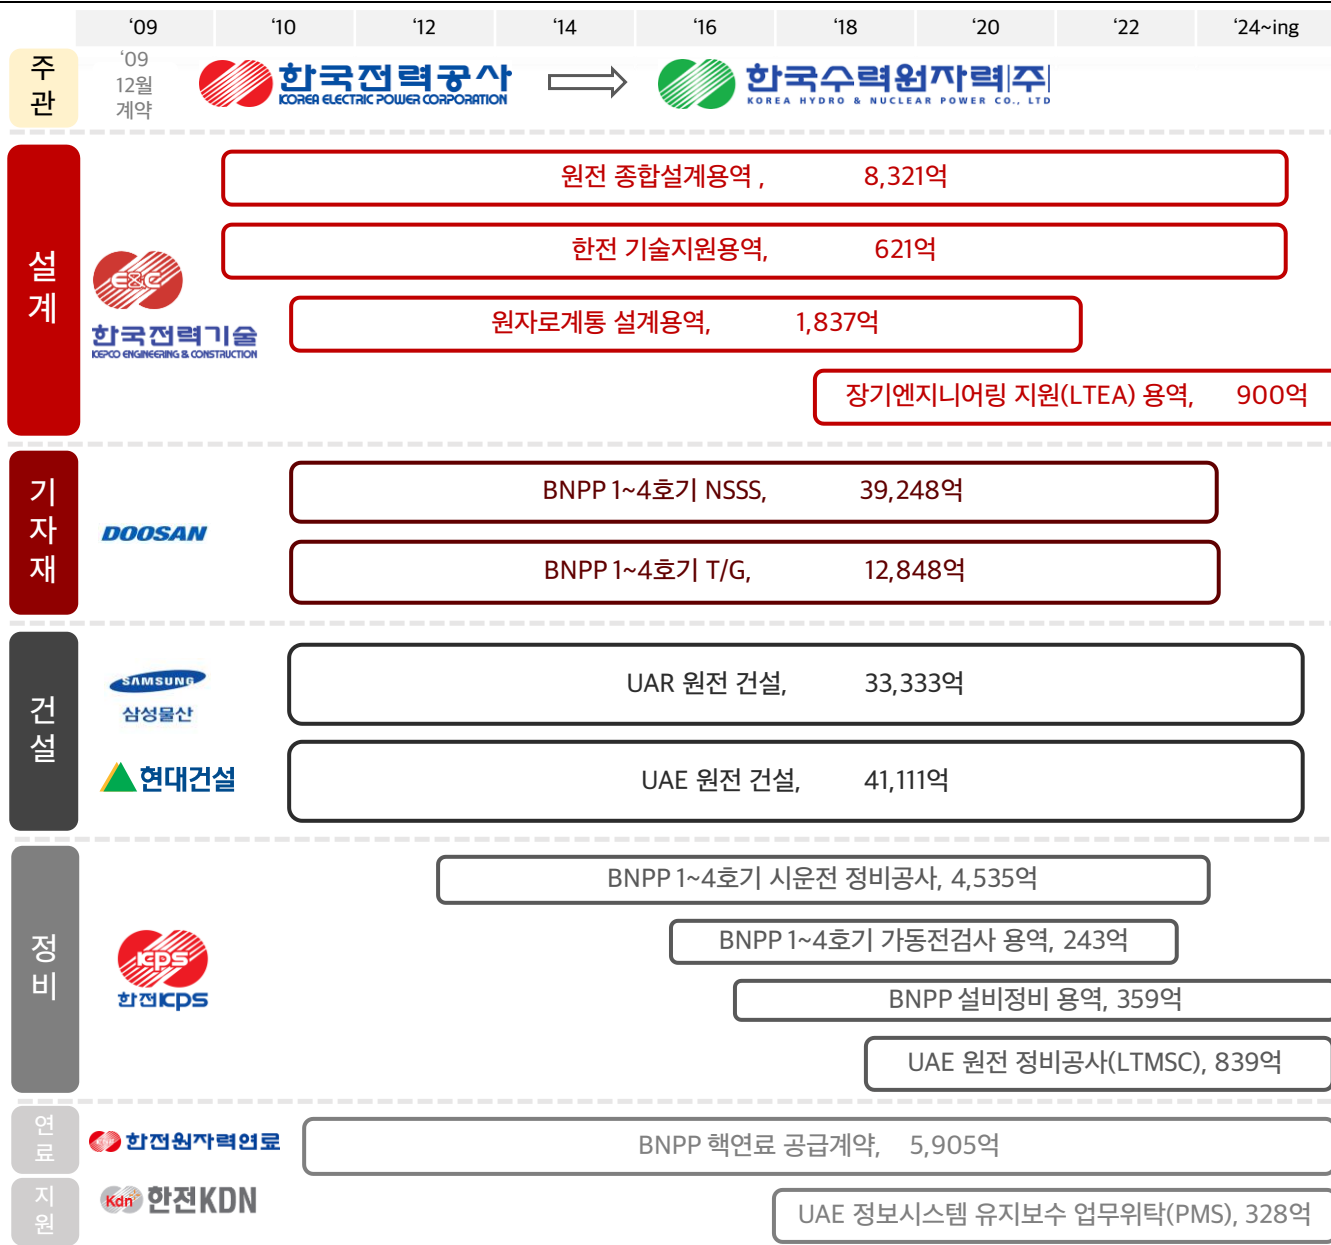 ‘09 ‘10 ‘12 ‘14 ‘16 ‘18 ‘20 ‘22 ‘24~ing
주관
‘09
12월
계약
한국전력공사
KOREA ELECTRIC POWER CORPORATION
한국수력원자력|주|
KOREA HYDRO & NUCLEAR POWER CO., LTD
설계
E&C
한국전력기술
KEPCO ENGINEERING & CONSTRUCTION
원전 종합설계용역 , 8,321억
한전 기술지원용역, 621억
원자로계통 설계용역, 1,837억
장기엔지니어링 지원(LTEA) 용역, 900억
기자재
DOOSAN
BNPP 1~4호기 NSSS, 39,248억
BNPP 1~4호기 T/G, 12,848억
건설
SAMSUNG
삼성물산
UAR 원전 건설, 33,333억
현대건설
UAE 원전 건설, 41,111억
정비
KPS
한전KPS
BNPP 1~4호기 시운전 정비공사, 4,535억
BNPP 1~4호기 가동전검사 용역, 243억
BNPP 설비정비 용역, 359억
UAE 원전 정비공사(LTMSC), 839억
연료
한전원자력연료
BNPP 핵연료 공급계약, 5,905억
지원
Kdn 한전KDN
UAE 정보시스템 유지보수 업무위탁(PMS), 328억